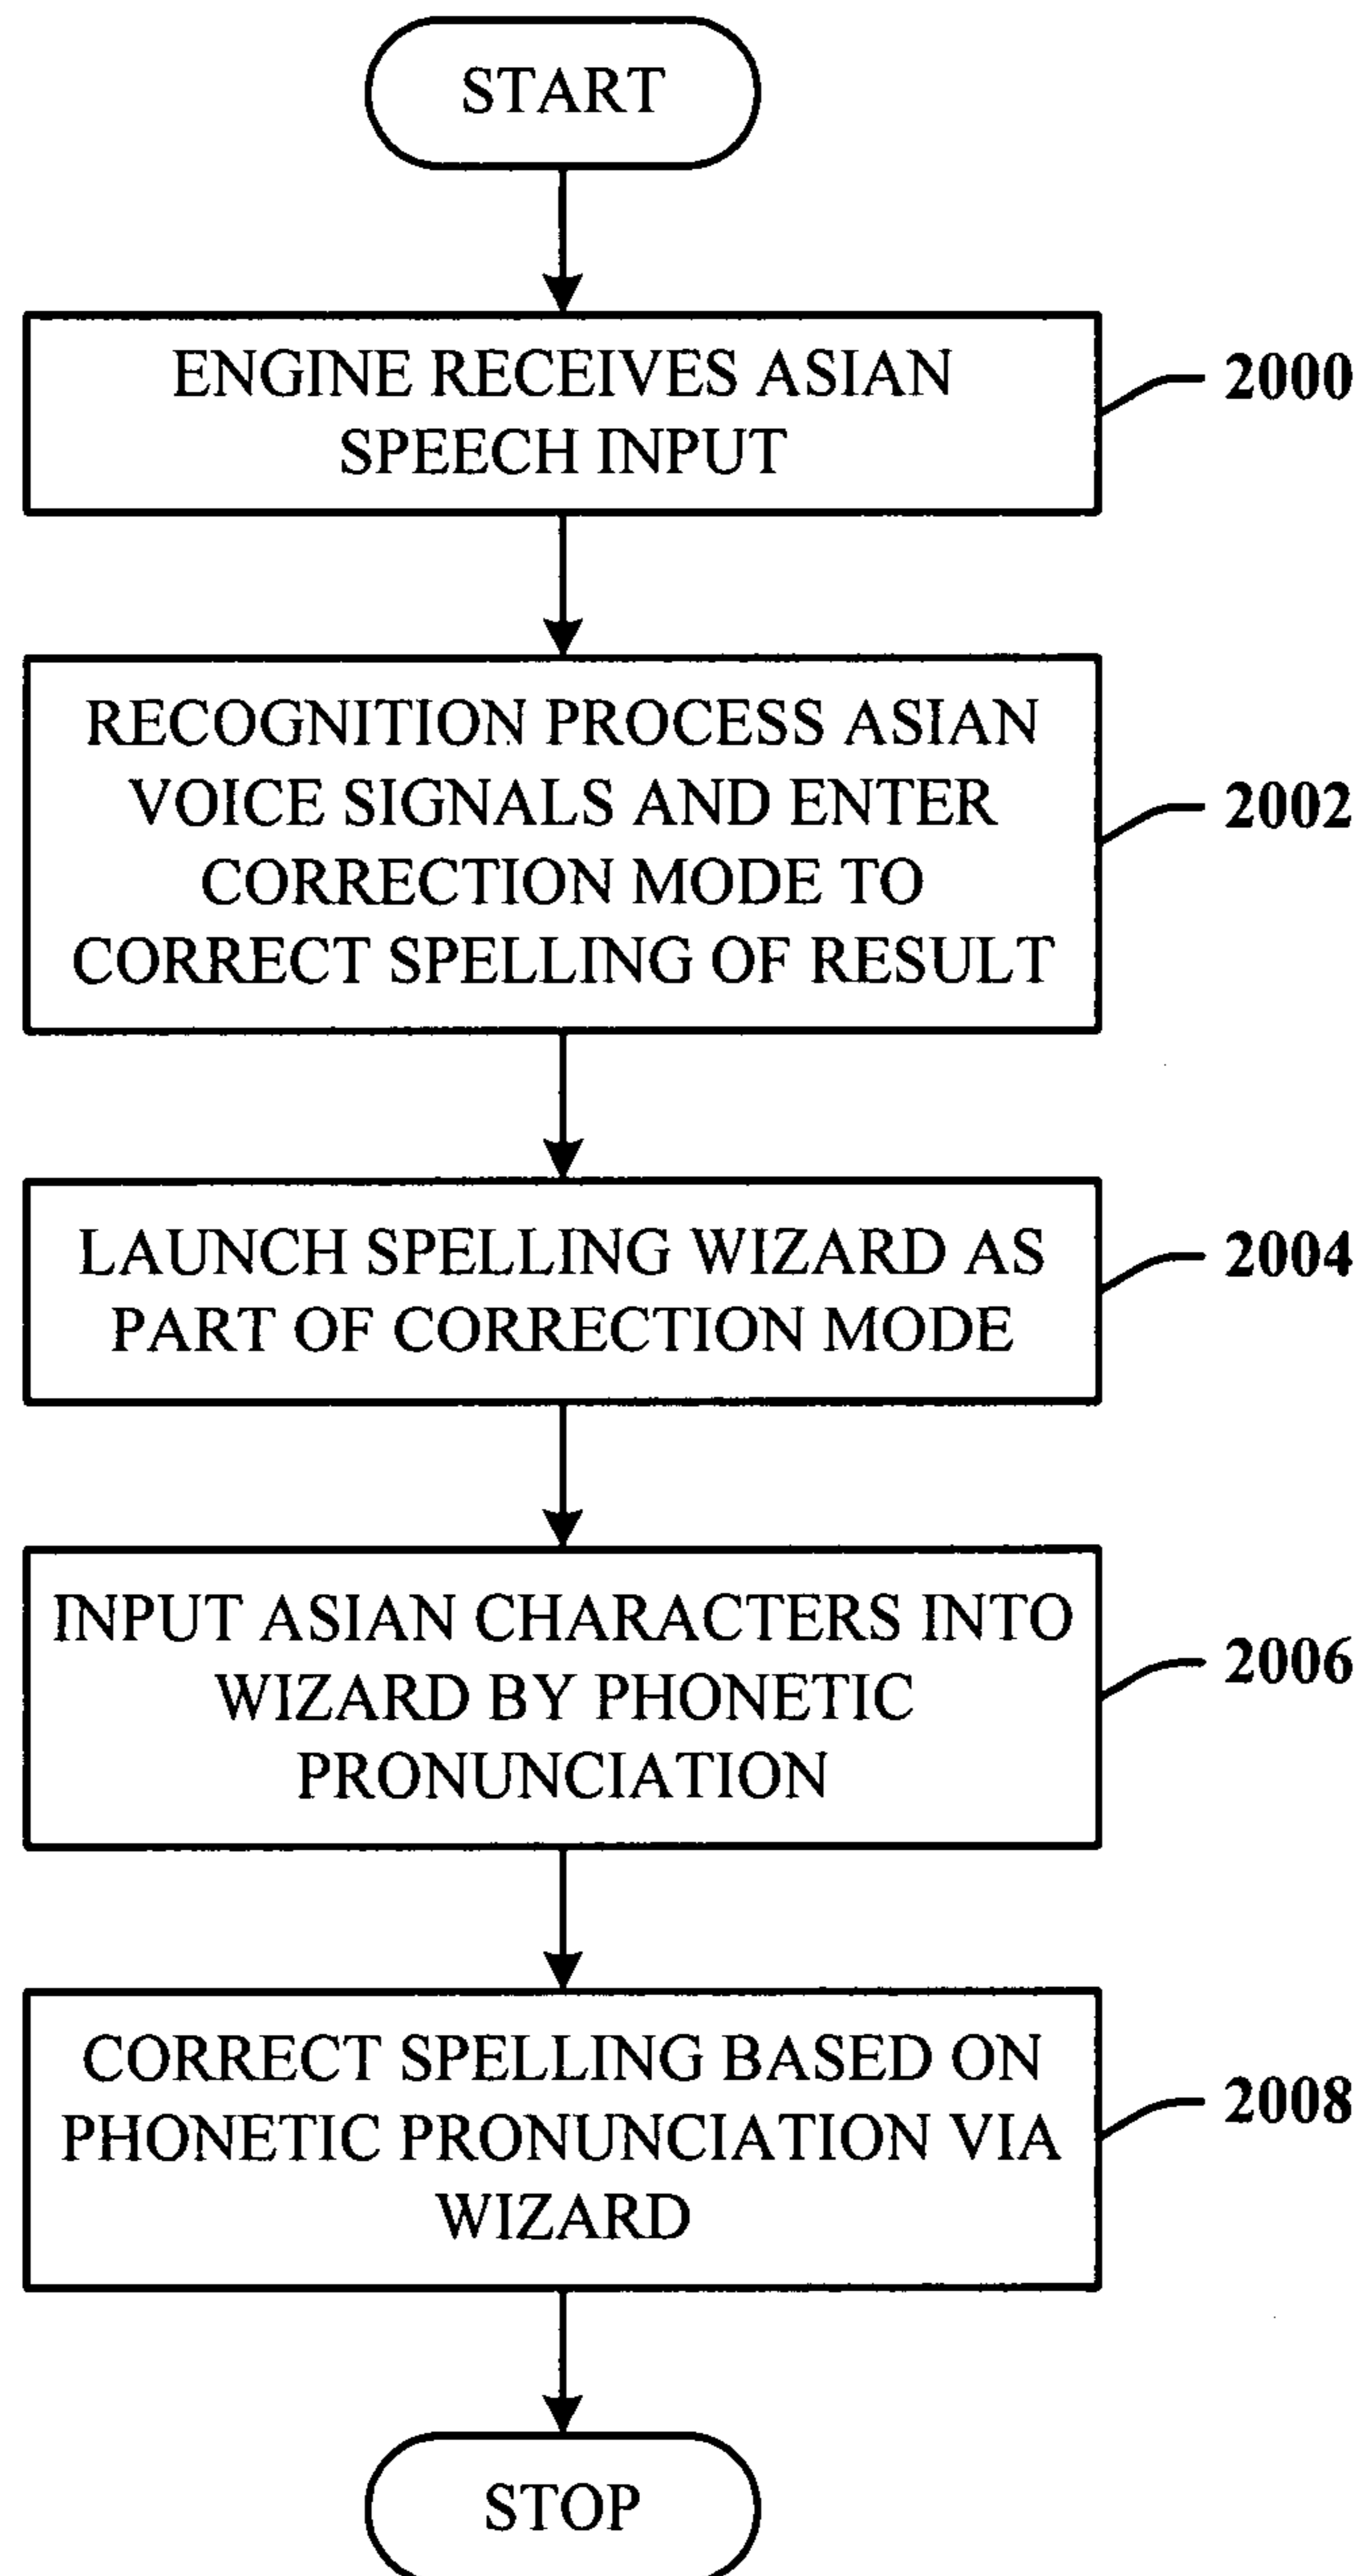 START
ENGINE RECEIVES ASIAN
SPEECH INPUT
2000
RECOGNITION PROCESS ASIAN
VOICE SIGNALS AND ENTER
CORRECTION MODE TO
CORRECT SPELLING OF RESULT
2002
LAUNCH SPELLING WIZARD AS
PART OF CORRECTION MODE
2004
INPUT ASIAN CHARACTERS INTO
WIZARD BY PHONETIC
PRONUNCIATION
2006
CORRECT SPELLING BASED ON
PHONETIC PRONUNCIATION VIA
WIZARD
2008
STOP